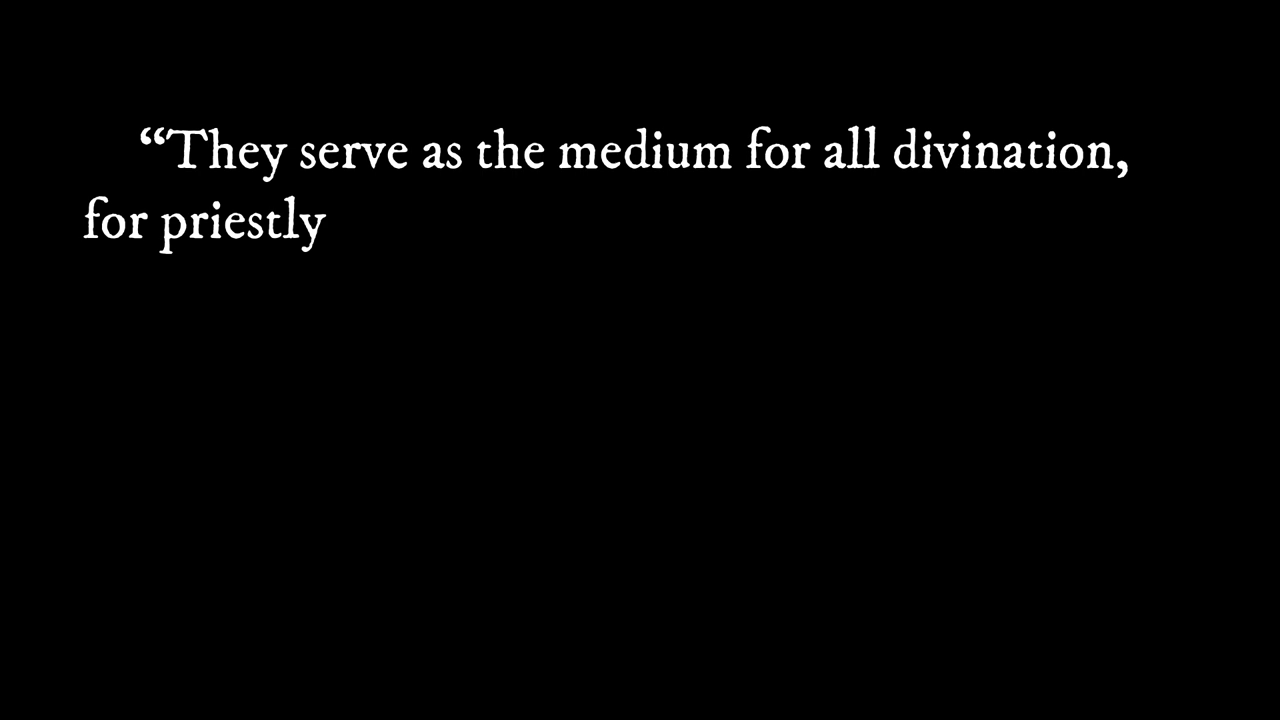 “They serve as the medium for all divination,
for priestly